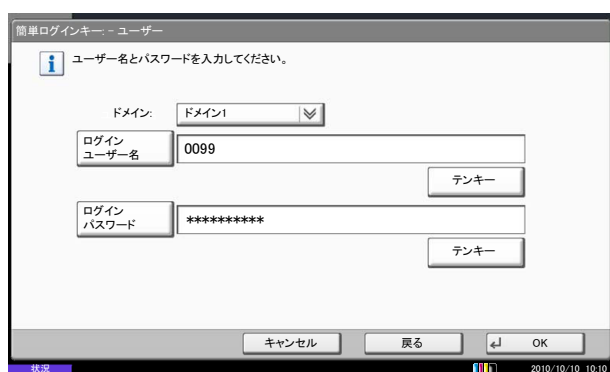 簡単ログインキー: - ユーザー
ユーザー名とパスワードを入力してください。
ドメイン: ドメイン1
ログイン
ユーザー名
0099
テンキー
ログイン
パスワード
**********
テンキー
キャンセル 戻る OK
状況 2010/10/10 10:10